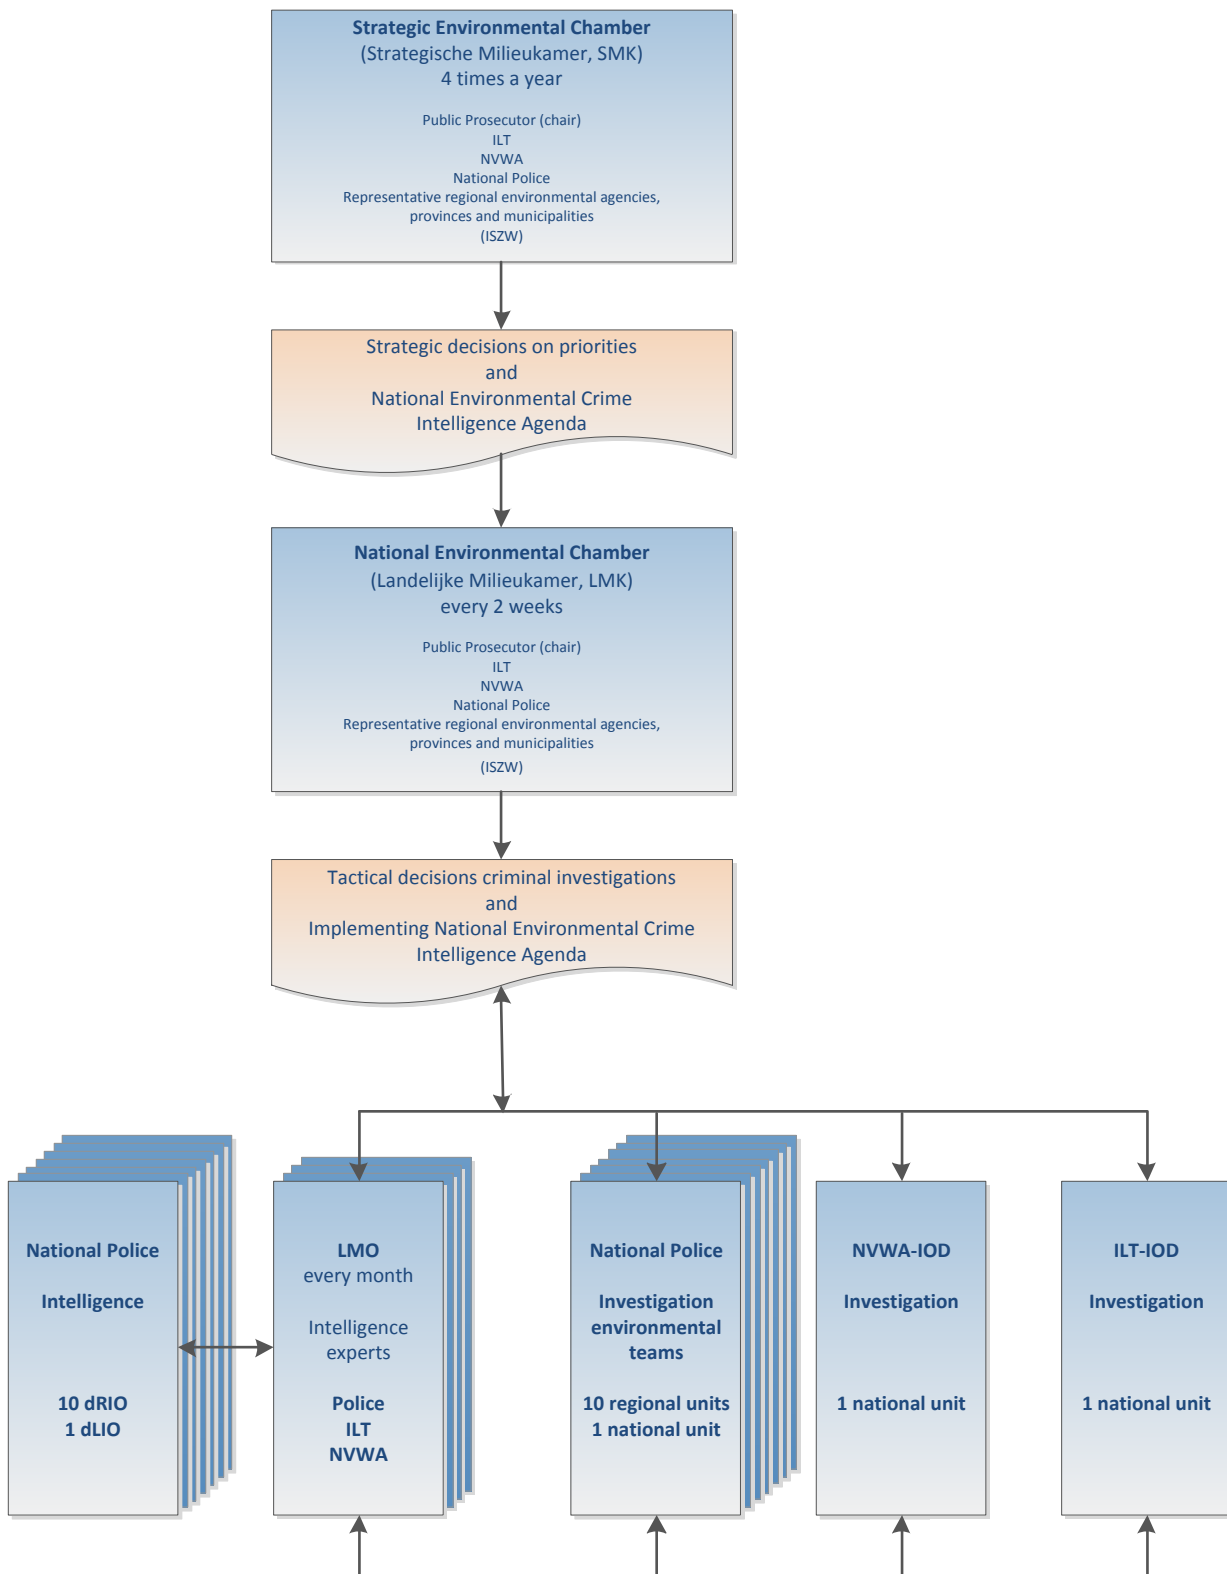 Strategic Environmental Chamber
(Strategische Milieukamer, SMK)
4 times a year
Public Prosecutor (chair)
ILT
NVWA
National Police
Representative regional environmental agencies,
provinces and municipalities
(ISZW)
Strategic decisions on priorities
and
National Environmental Crime
Intelligence Agenda
National Environmental Chamber
(Landelijke Milieukamer, LMK)
every 2 weeks
Public Prosecutor (chair)
ILT
NVWA
National Police
Representative regional environmental agencies,
provinces and municipalities
(ISZW)
Tactical decisions criminal investigations
and
Implementing National Environmental Crime
Intelligence Agenda
National Police
Intelligence
10 dRIO
1 dLIO
LMO
every month
Intelligence
experts
Police
ILT
NVWA
National Police
Investigation
environmental
teams
10 regional units
1 national unit
NVWA-IOD
Investigation
1 national unit
ILT-IOD
Investigation
1 national unit